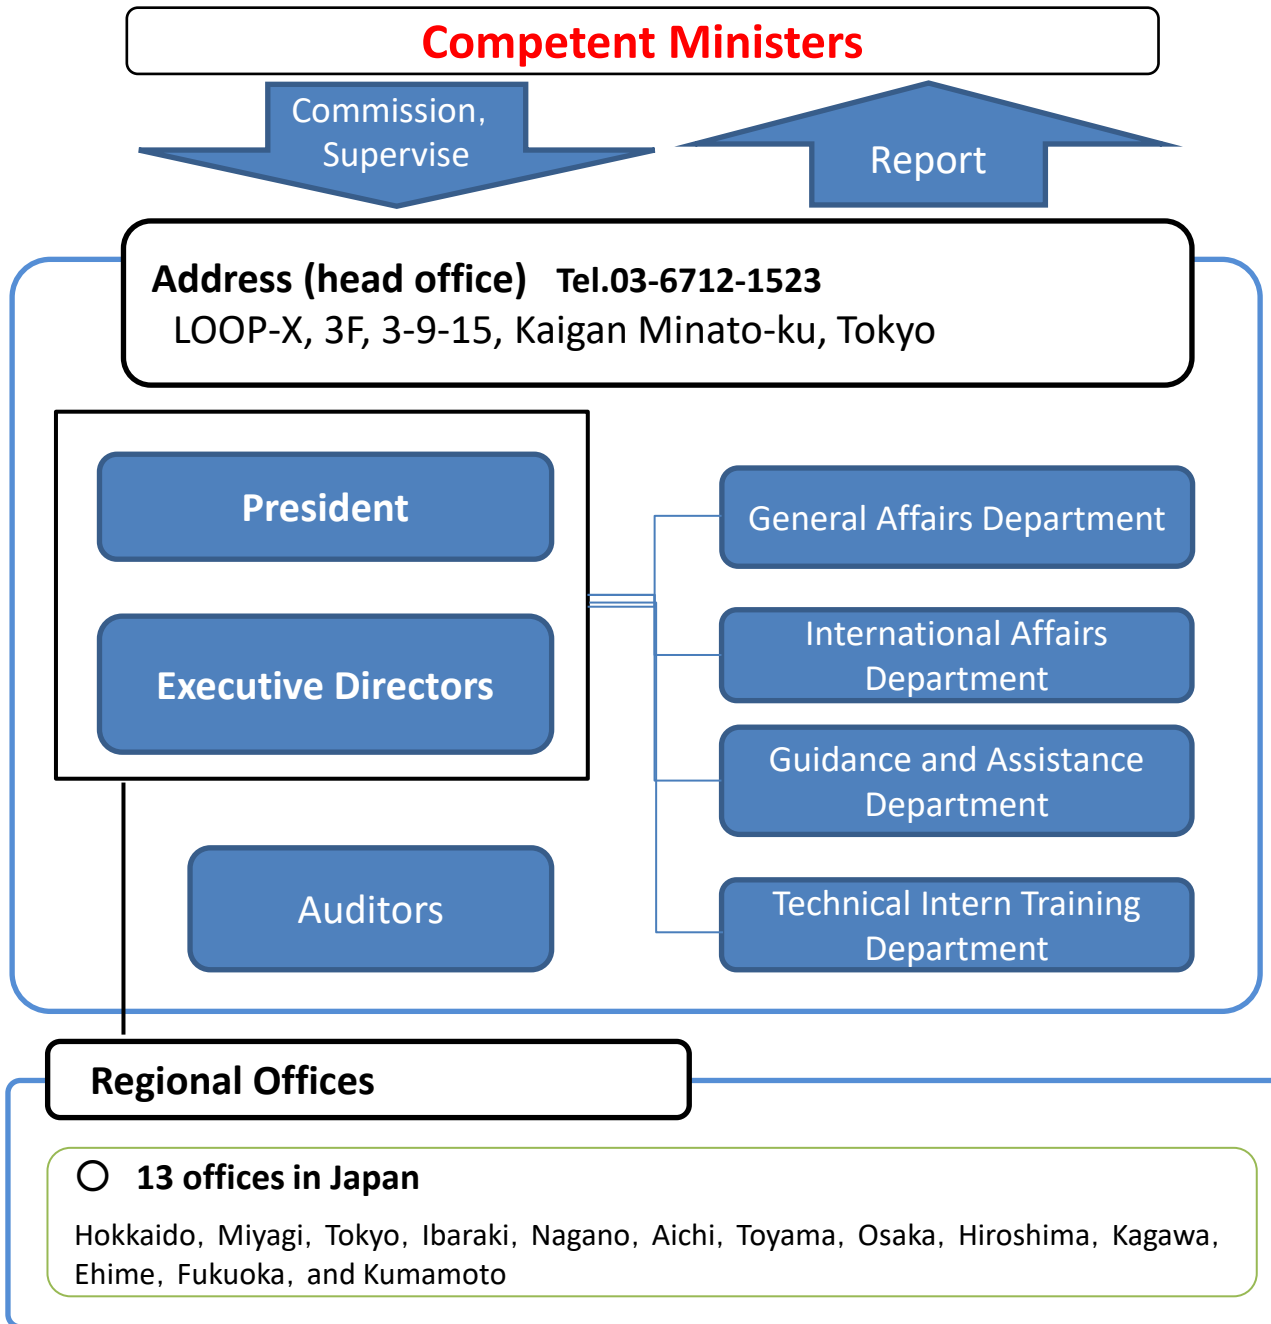 Competent Ministers
Commission,
Supervise
Report
Address (head office) Tel.03-6712-1523
LOOP-X, 3F, 3-9-15, Kaigan Minato-ku, Tokyo
President
Executive Directors
Auditors
General Affairs Department
International Affairs
Department
Guidance and Assistance
Department
Technical Intern Training
Department
Regional Offices
○ 13 offices in Japan
Hokkaido, Miyagi, Tokyo, Ibaraki, Nagano, Aichi, Toyama, Osaka, Hiroshima, Kagawa,
Ehime, Fukuoka, and Kumamoto